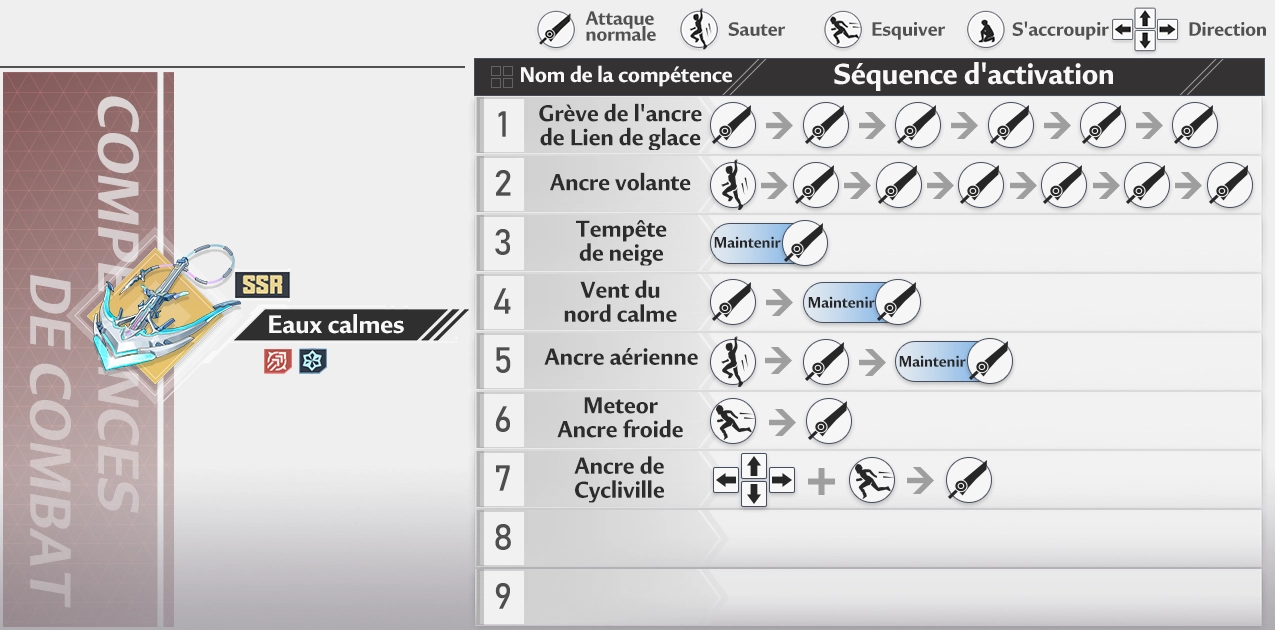 Attaque
normale
Sauter
Esquiver
S'accroupir
Direction
Nom de la compétence
Séquence d'activation
COMPÉTENCES
DE COMBAT
SSR
Eaux calmes
1
Grève de l'ancre
de Lien de glace
2
Ancre volante
3
Tempête
de neige
Maintenir
4
Vent du
nord calme
Maintenir
5
Ancre aérienne
Maintenir
6
Meteor
Ancre froide
7
Ancre de
Cycliville
8
9